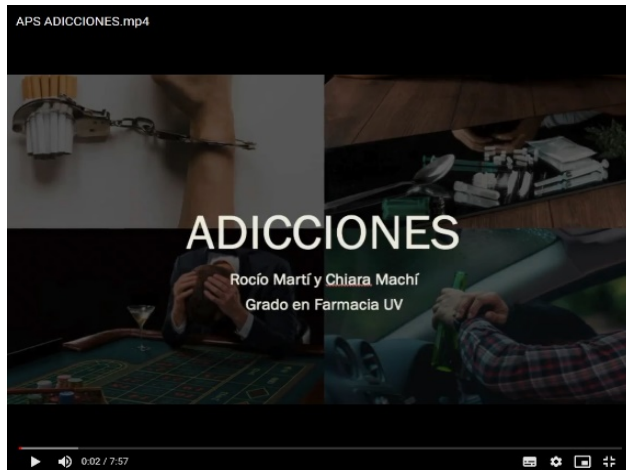 APS ADICCIONES.mp4
ADICCIONES
Rocío Martí y Chiara Machí
Grado en Farmacia UV
0:02 / 7:57